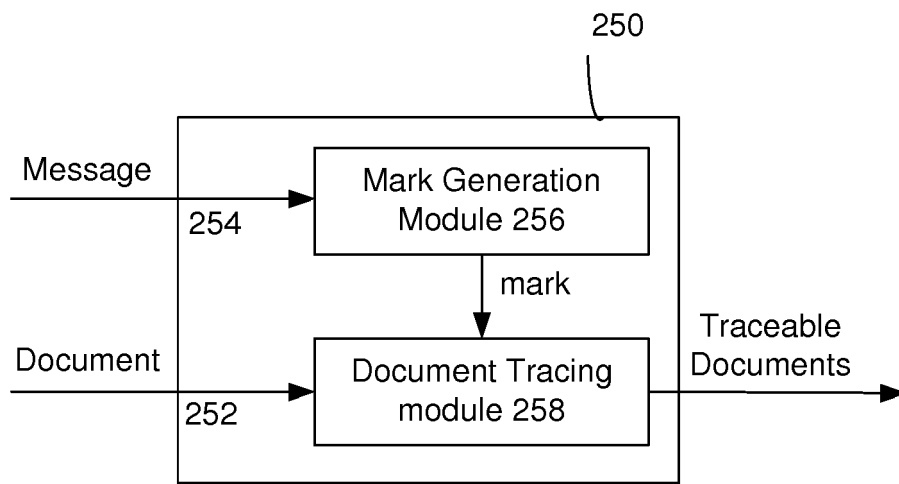 250
Message
254
Mark Generation
Module 256
mark
Document
252
Document Tracing
module 258
Traceable
Documents